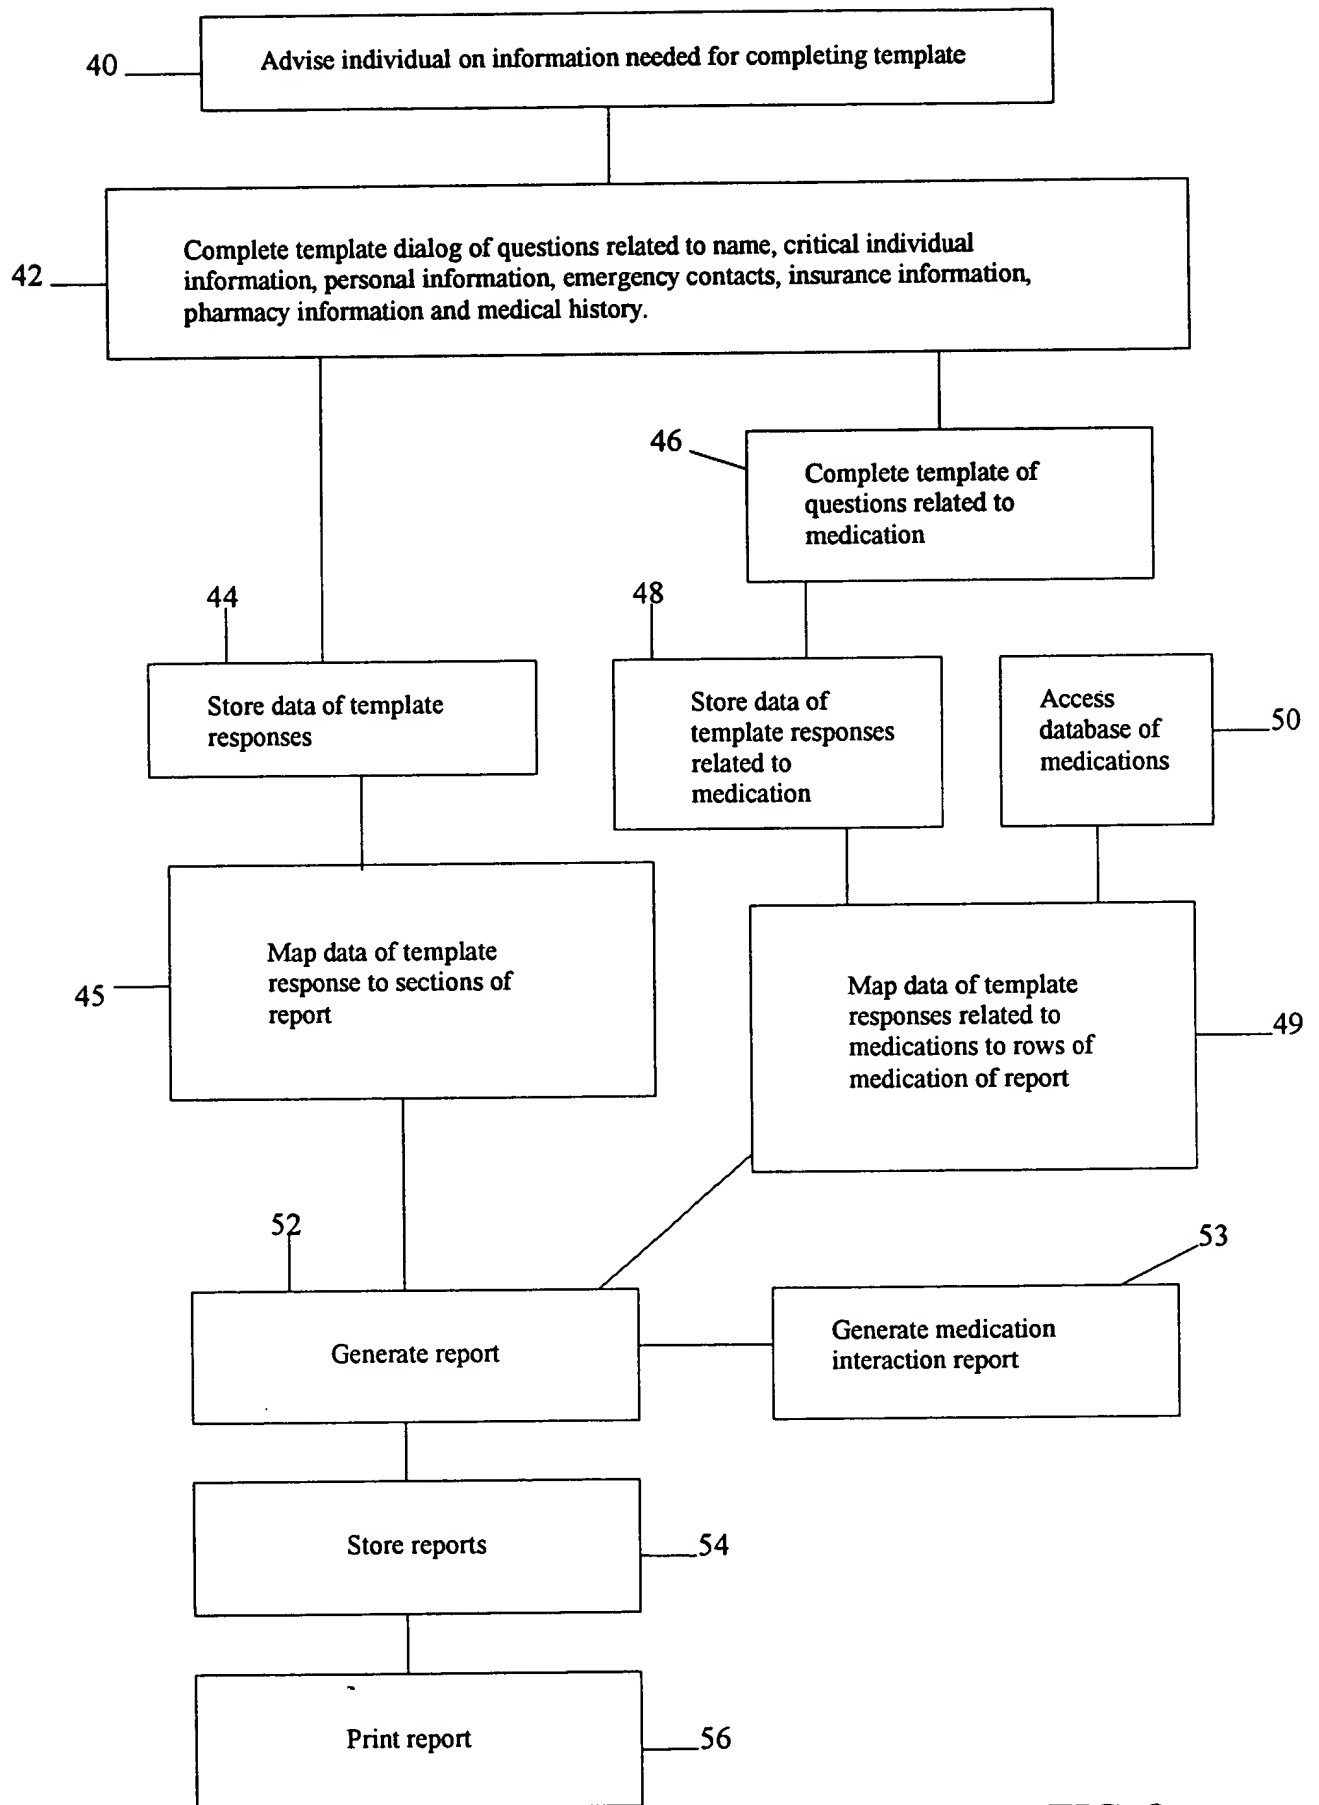 40
Advise individual on information needed for completing template
42
Complete template dialog of questions related to name, critical individual
information, personal information, emergency contacts, insurance information,
pharmacy information and medical history.
46
Complete template of
questions related to
medication
44
Store data of template
responses
48
Store data of
template responses
related to
medication
Access
database of
medications
50
45
Map data of template
response to sections of
report
Map data of template
responses related to
medications to rows of
medication of report
49
52
Generate report
53
Generate medication
interaction report
Store reports
54
Print report
56